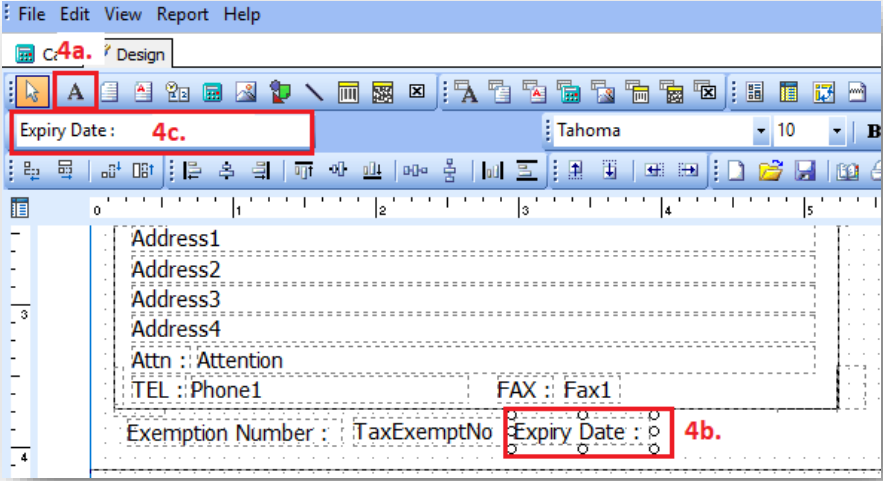 File Edit View Report Help
4a. Design
A
Expiry Date : 4c. Tahoma 10 B
0 1 2 3 4 5
Address1
Address2
Address3
3
Address4
Attn : Attention
TEL : Phone1 FAX : Fax1
Exemption Number : TaxExemptNo Expiry Date : 4b.
4